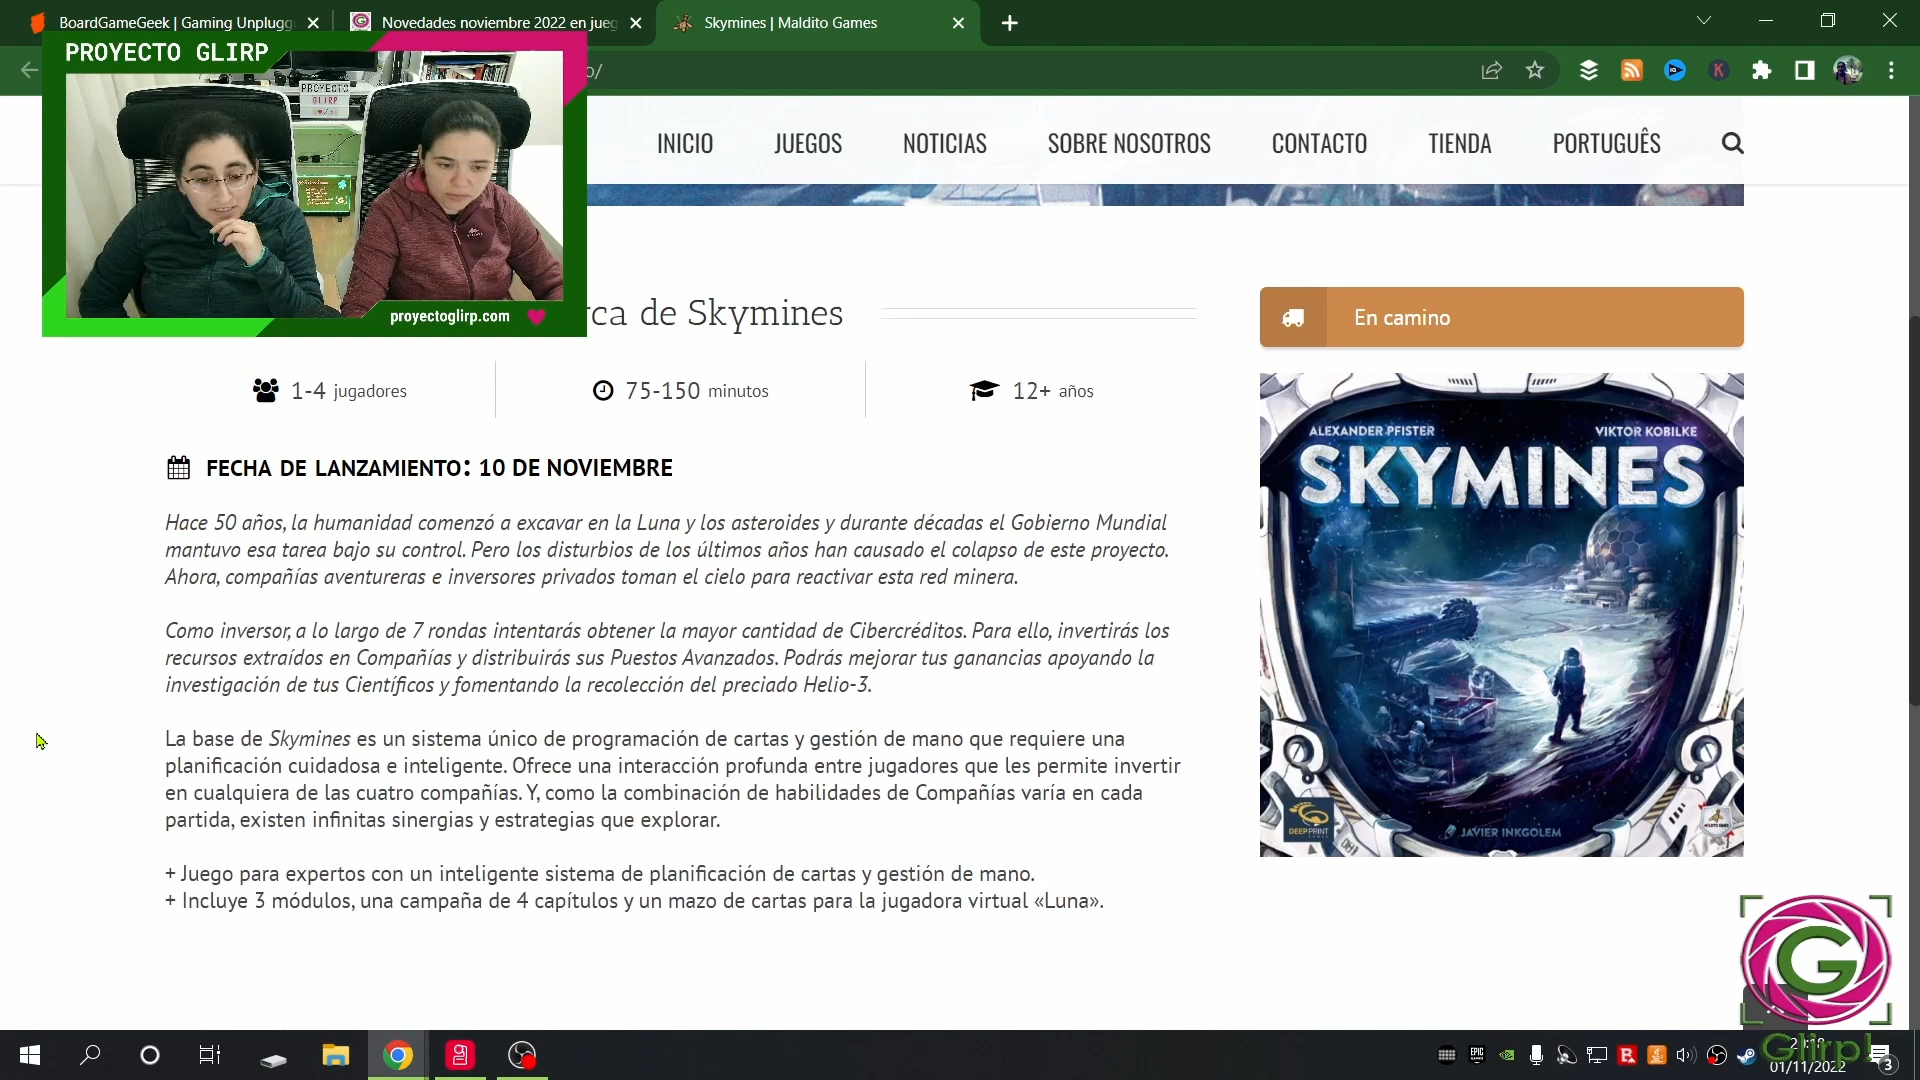 BoardGameGeek | Gaming Unplugg
Novedades noviembre 2022 en jueg
Skymines | Maldito Games
PROYECTO GLIRP
PROYECTO
GLIRP
o/
INICIO
JUEGOS
NOTICIAS
SOBRE NOSOTROS
CONTACTO
TIENDA
PORTUGUÊS
proyectoglirp.com
rca de Skymines
En camino
1-4 jugadores
75-150 minutos
12+ años
FECHA DE LANZAMIENTO: 10 DE NOVIEMBRE
Hace 50 años, la humanidad comenzó a excavar en la Luna y los asteroides y durante décadas el Gobierno Mundial
mantuvo esa tarea bajo su control. Pero los disturbios de los últimos años han causado el colapso de este proyecto.
Ahora, compañías aventureras e inversores privados toman el cielo para reactivar esta red minera.
Como inversor, a lo largo de 7 rondas intentarás obtener la mayor cantidad de Cibercréditos. Para ello, invertirás los
recursos extraídos en Compañías y distribuirás sus Puestos Avanzados. Podrás mejorar tus ganancias apoyando la
investigación de tus Científicos y fomentando la recolección del preciado Helio-3.
La base de Skymines es un sistema único de programación de cartas y gestión de mano que requiere una
planificación cuidadosa e inteligente. Ofrece una interacción profunda entre jugadores que les permite invertir
en cualquiera de las cuatro compañías. Y, como la combinación de habilidades de Compañías varía en cada
partida, existen infinitas sinergias y estrategias que explorar.
+ Juego para expertos con un inteligente sistema de planificación de cartas y gestión de mano.
+ Incluye 3 módulos, una campaña de 4 capítulos y un mazo de cartas para la jugadora virtual «Luna».
ALEXANDER PFISTER
VIKTOR KOBILKE
SKYMINES
DEEP PRINT
JAVIER INKGOLEM
G
Glirp!
EPIC
01/11/2022
3